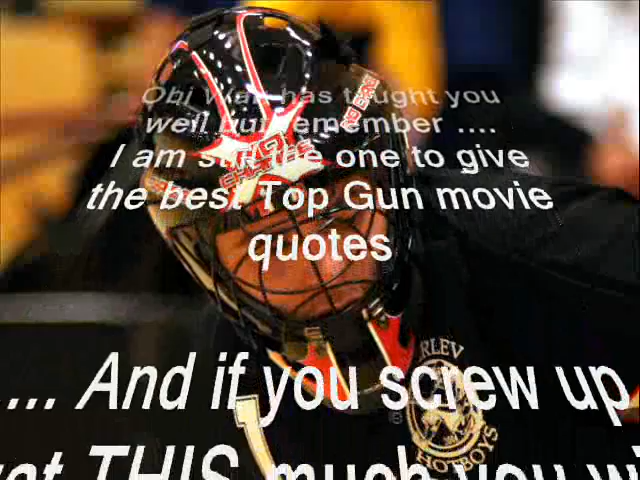 Obi Wan has taught you
well but remember ....
I am still the one to give
the best Top Gun movie
quotes
.... And if you screw up
THIS much you
HOTBOYS